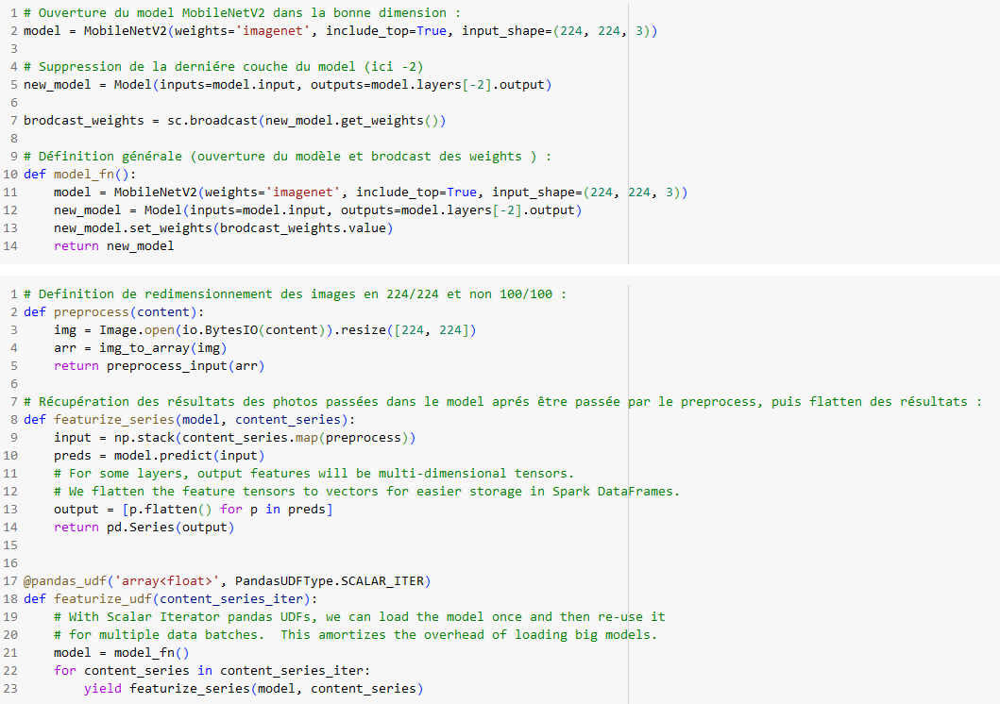 1 # Ouverture du model MobileNetV2 dans la bonne dimension :
2 model = MobileNetV2(weights='imagenet', include_top=True, input_shape=(224, 224, 3))
3
4 # Suppression de la derniére couche du model (ici -2)
5 new_model = Model(inputs=model.input, outputs=model.layers[-2].output)
6
7 brodcast_weights = sc.broadcast(new_model.get_weights())
8
9 # Définition générale (ouverture du modèle et brodcast des weights ) :
10 def model_fn():
11     model = MobileNetV2(weights='imagenet', include_top=True, input_shape=(224, 224, 3))
12     new_model = Model(inputs=model.input, outputs=model.layers[-2].output)
13     new_model.set_weights(brodcast_weights.value)
14     return new_model
1 # Definition de redimensionnement des images en 224/224 et non 100/100 :
2 def preprocess(content):
3     img = Image.open(io.BytesIO(content)).resize([224, 224])
4     arr = img_to_array(img)
5     return preprocess_input(arr)
6
7 # Récupération des résultats des photos passées dans le model aprés être passée par le preprocess, puis flatten des résultats :
8 def featurize_series(model, content_series):
9     input = np.stack(content_series.map(preprocess))
10     preds = model.predict(input)
11     # For some layers, output features will be multi-dimensional tensors.
12     # We flatten the feature tensors to vectors for easier storage in Spark DataFrames.
13     output = [p.flatten() for p in preds]
14     return pd.Series(output)
15
16
17 @pandas_udf('array<float>', PandasUDFType.SCALAR_ITER)
18 def featurize_udf(content_series_iter):
19     # With Scalar Iterator pandas UDFs, we can load the model once and then re-use it
20     # for multiple data batches.  This amortizes the overhead of loading big models.
21     model = model_fn()
22     for content_series in content_series_iter:
23         yield featurize_series(model, content_series)